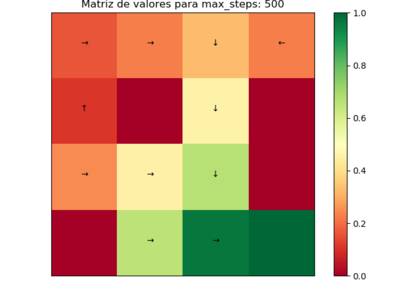 Matriz de valores para max_steps: 500
→ → ↓ ←
↑ ↓
→ → ↓
→ →
1.0
0.8
0.6
0.4
0.2
0.0